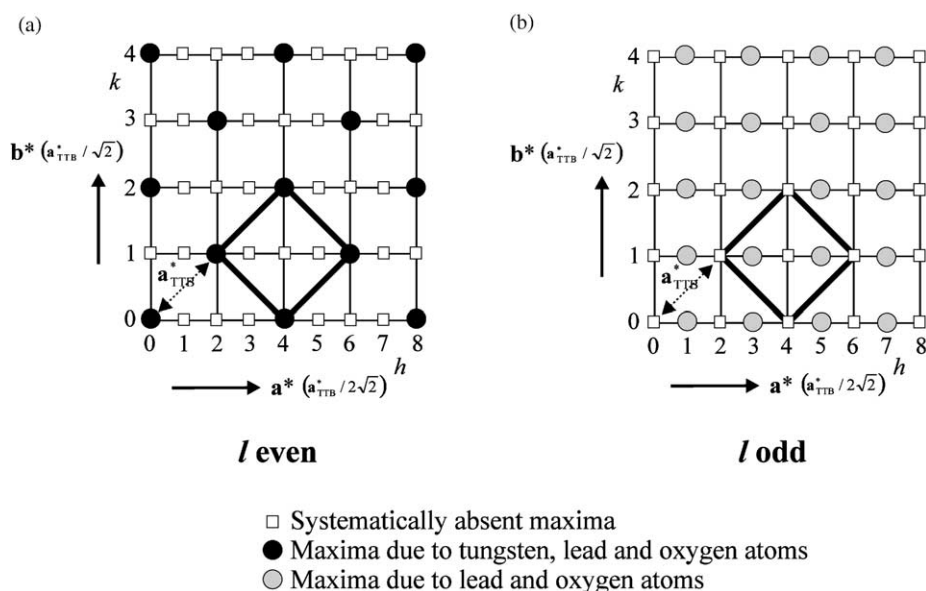 (a)
4
k
3
b* (a*TTB / √2)
2
1
a*TTB
0
0 1 2 3 4 5 6 7 8
h
a* (a*TTB / 2√2)
l even
(b)
4
k
3
b* (a*TTB / √2)
2
1
a*TTB
0
0 1 2 3 4 5 6 7 8
h
a* (a*TTB / 2√2)
l odd
Systematically absent maxima
Maxima due to tungsten, lead and oxygen atoms
Maxima due to lead and oxygen atoms